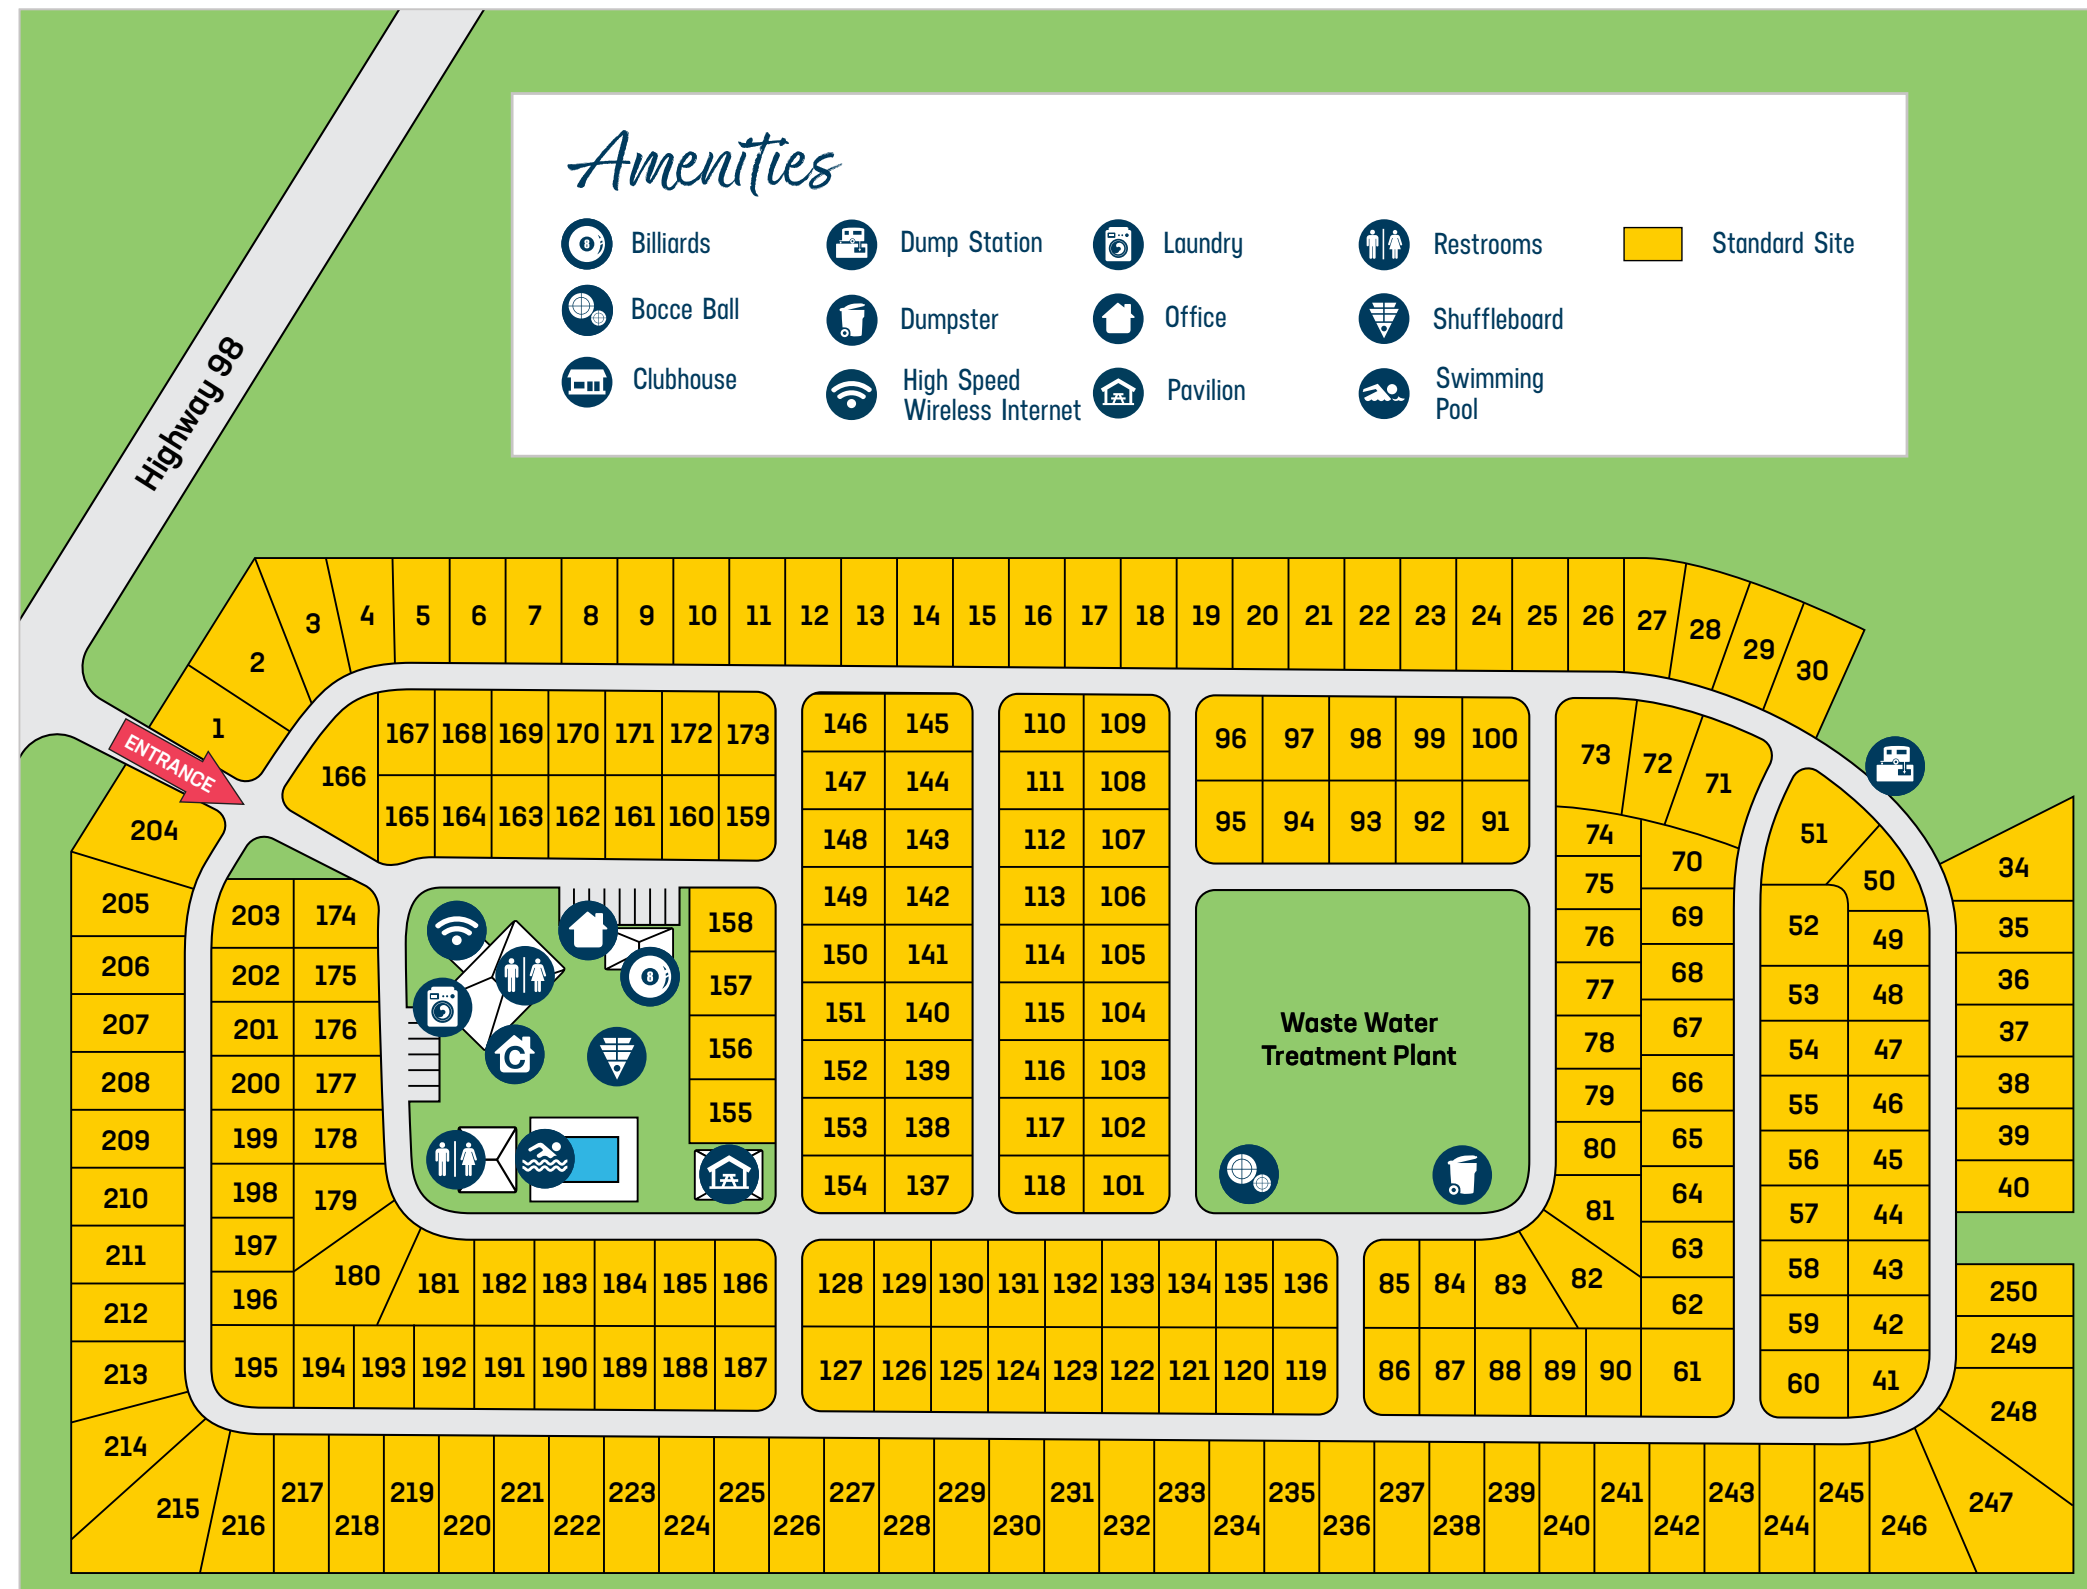 Amenities
Billiards
Dump Station
Laundry
Restrooms
Standard Site
Bocce Ball
Dumpster
Office
Shuffleboard
Clubhouse
High Speed
Wireless Internet
Pavilion
Swimming
Pool
Highway 98
ENTRANCE
1
2
3
4
5 6 7 8 9 10 11 12 13 14 15 16 17 18 19 20 21 22 23 24 25 26 27 28 29 30
167 168 169 170 171 172 173
166
165 164 163 162 161 160 159
146 145
147 144
148 143
149 142
150 141
151 140
152 139
153 138
154 137
110 109
111 108
112 107
113 106
114 105
115 104
116 103
117 102
118 101
96 97 98 99 100
95 94 93 92 91
73 72 71
74
75
76
77
78
79
80
81
82
70
69
68
67
66
65
64
63
62
61
51
50
52 49
53 48
54 47
55 46
56 45
57 44
58 43
59 42
60 41
34
35
36
37
38
39
40
250
249
248
247
204
205
206
207
208
209
210
211
212
213
214
215
203 174
202 175
201 176
200 177
199 178
198 179
197
196
180
8
C
158
157
156
155
Waste Water
Treatment Plant
181 182 183 184 185 186
195 194 193 192 191 190 189 188 187
128 129 130 131 132 133 134 135 136
127 126 125 124 123 122 121 120 119
85 84 83
86 87 88 89 90
216 217 218 219 220 221 222 223 224 225 226 227 228 229 230 231 232 233 234 235 236 237 238 239 240 241 242 243 244 245 246